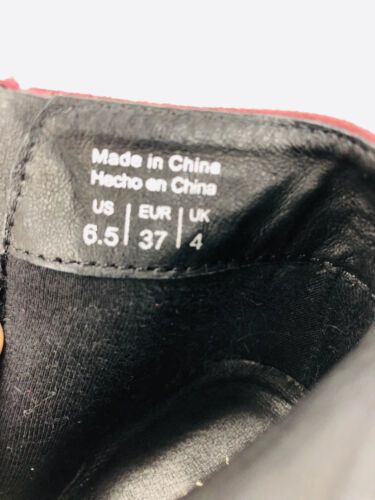 Made in China
Hecho en China
US | EUR | UK
6.5 | 37 | 4